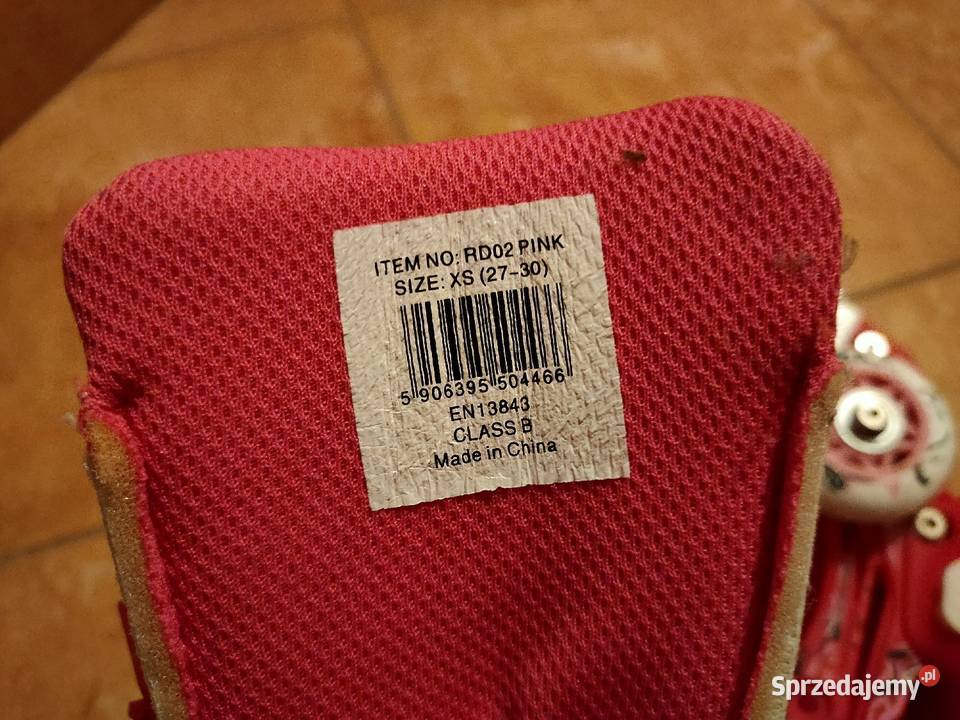 ITEM NO: RD02 PINK
SIZE: XS (27-30)
5 906395 504466
EN13843
CLASS B
Made in China
Sprzedajemy.pl